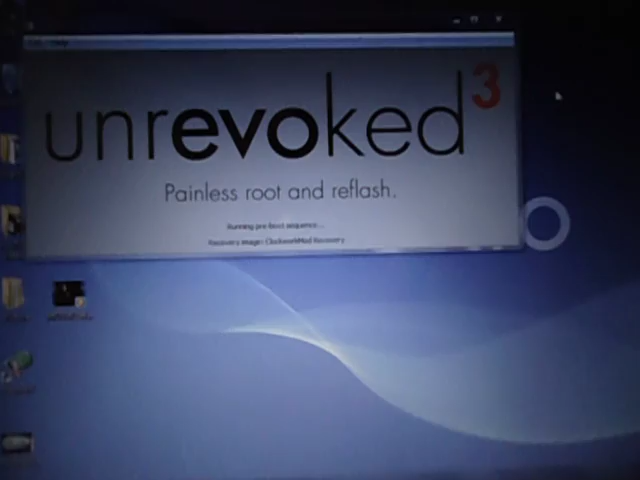 unrevoked3
Painless root and reflash.
Running pre-boot sequence...
Recovery image: ClockworkMod Recovery